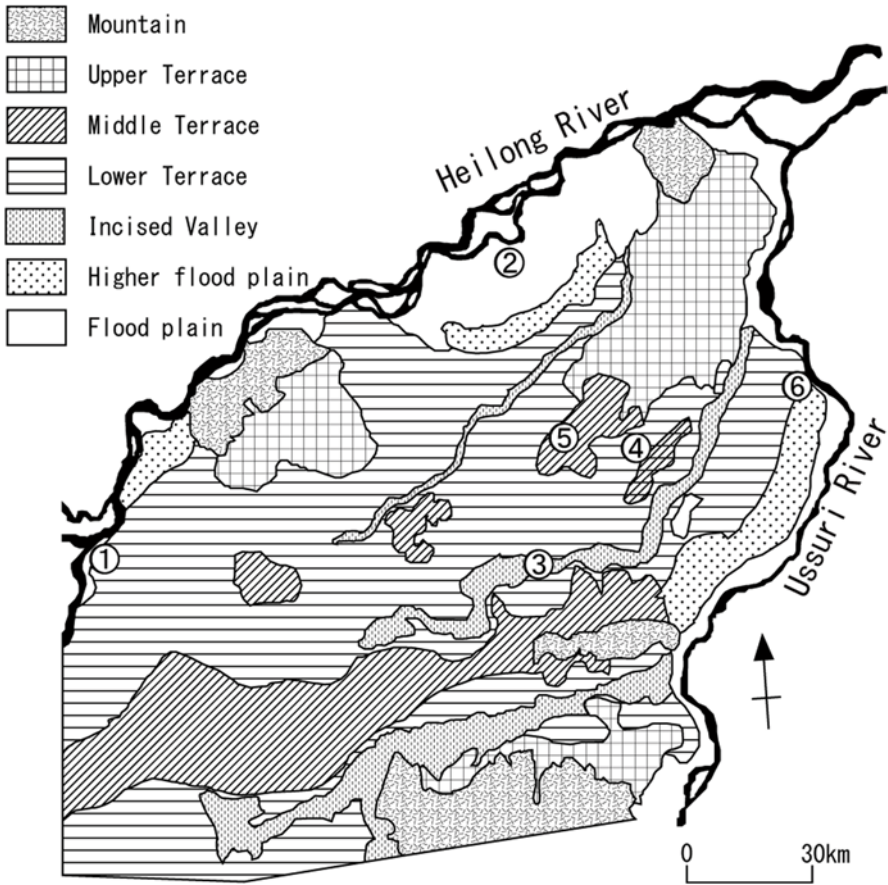 Mountain
Upper Terrace
Middle Terrace
Lower Terrace
Incised Valley
Higher flood plain
Flood plain
Heilong River
②
⑥
⑤
④
Ussuri River
①
③
0 30km